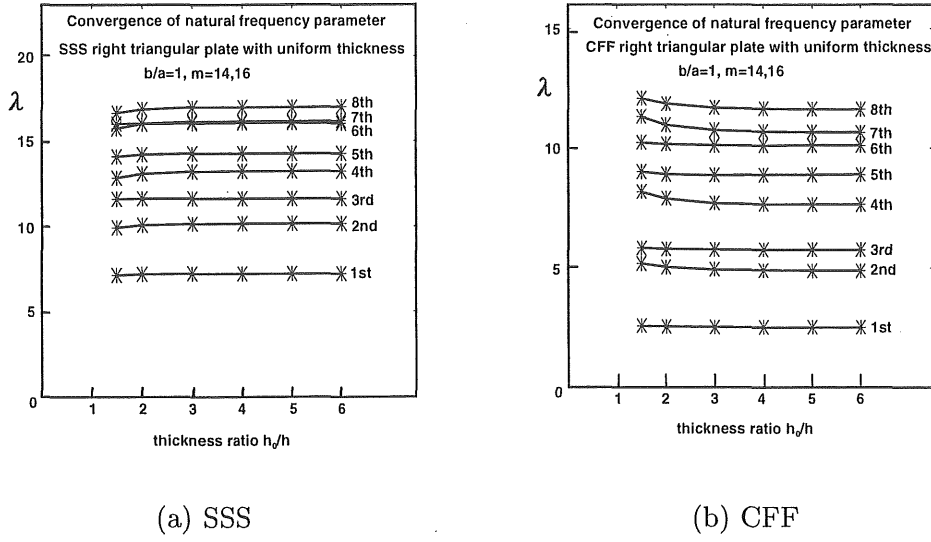 Convergence of natural frequency parameter
SSS right triangular plate with uniform thickness
b/a=1, m=14,16
20
λ
15
10
5
0
8th
7th
6th
5th
4th
3rd
2nd
1st
1 2 3 4 5 6
thickness ratio h₀/h
(a) SSS
15
Convergence of natural frequency parameter
CFF right triangular plate with uniform thickness
b/a=1, m=14,16
λ
10
5
0
8th
7th
6th
5th
4th
3rd
2nd
1st
1 2 3 4 5 6
thickness ratio h₀/h
(b) CFF